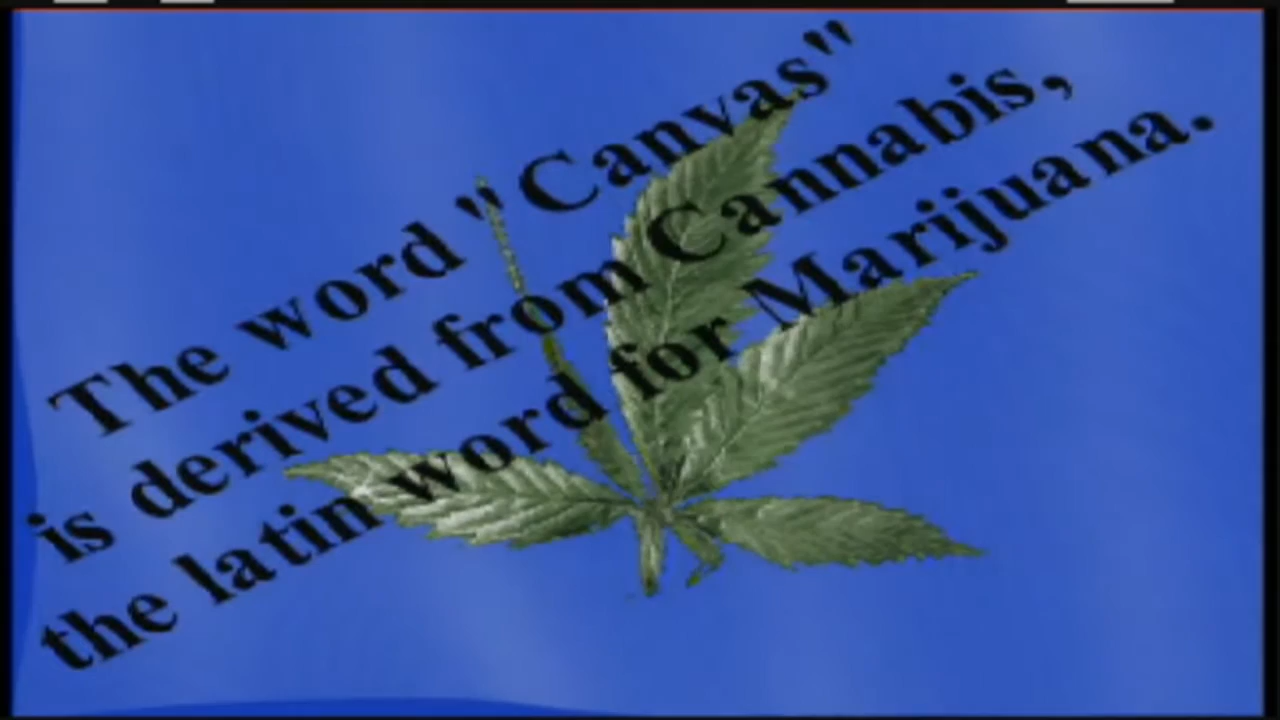 The word "Canvas"
is derived from Cannabis,
the latin word for Marijuana.